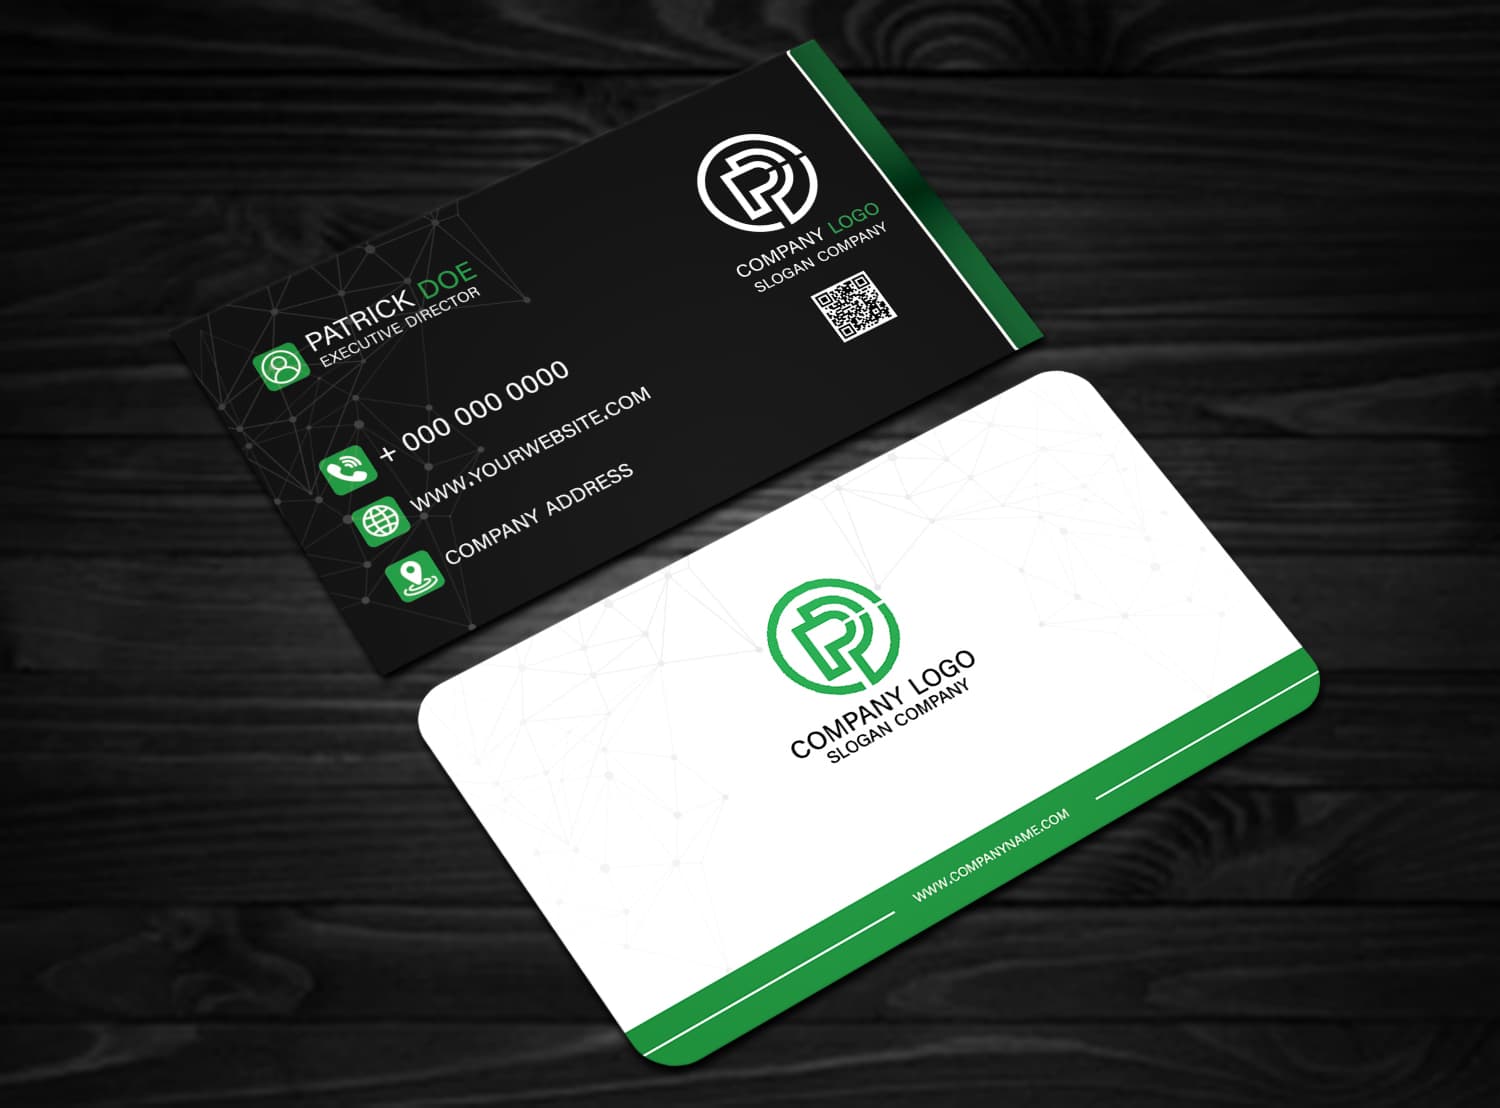 PATRICK DOE
EXECUTIVE DIRECTOR
+ 000 000 0000
WWW.YOURWEBSITE.COM
COMPANY ADDRESS
COMPANY LOGO
SLOGAN COMPANY
COMPANY LOGO
SLOGAN COMPANY
WWW.COMPANYNAME.COM